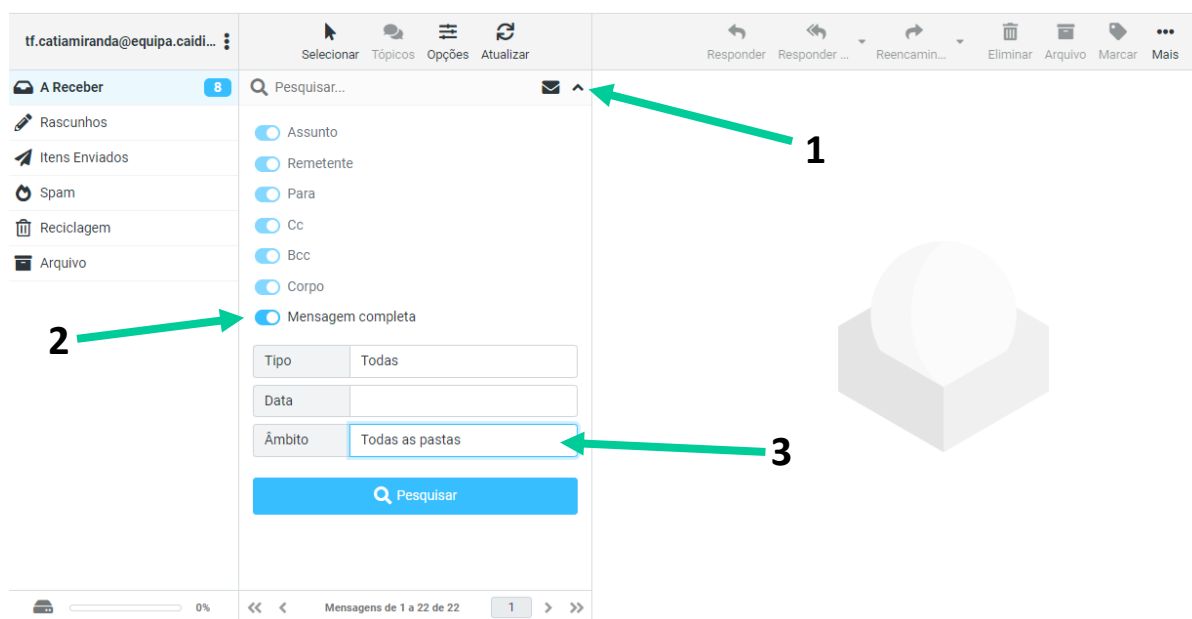 tf.catiamiranda@equipa.caidi...
Selecionar Tópicos Opções Atualizar
Responder Responder ... Reencamin... Eliminar Arquivo Marcar Mais
A Receber 8
Rascunhos
Itens Enviados
Spam
Reciclagem
Arquivo
Pesquisar...
1
Assunto
Remetente
Para
Cc
Bcc
Corpo
Mensagem completa
2
Tipo Todas
Data
Âmbito Todas as pastas
3
Pesquisar
0%
Mensagens de 1 a 22 de 22 1